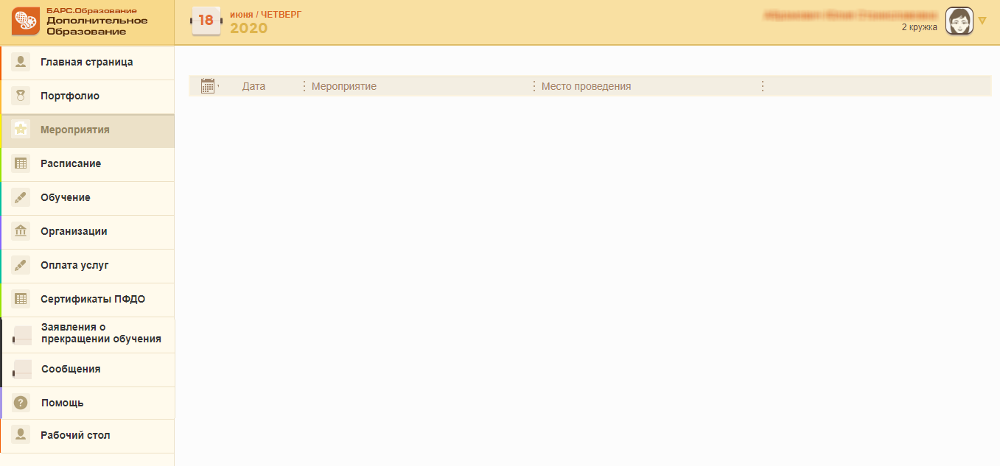 БАРС.Образование
Дополнительное
Образование
18
июня / ЧЕТВЕРГ
2020
2 кружка
Главная страница
Портфолио
Мероприятия
Расписание
Обучение
Организации
Оплата услуг
Сертификаты ПФДО
Заявления о
прекращении обучения
Сообщения
?
Помощь
Рабочий стол
Дата
Мероприятие
Место проведения